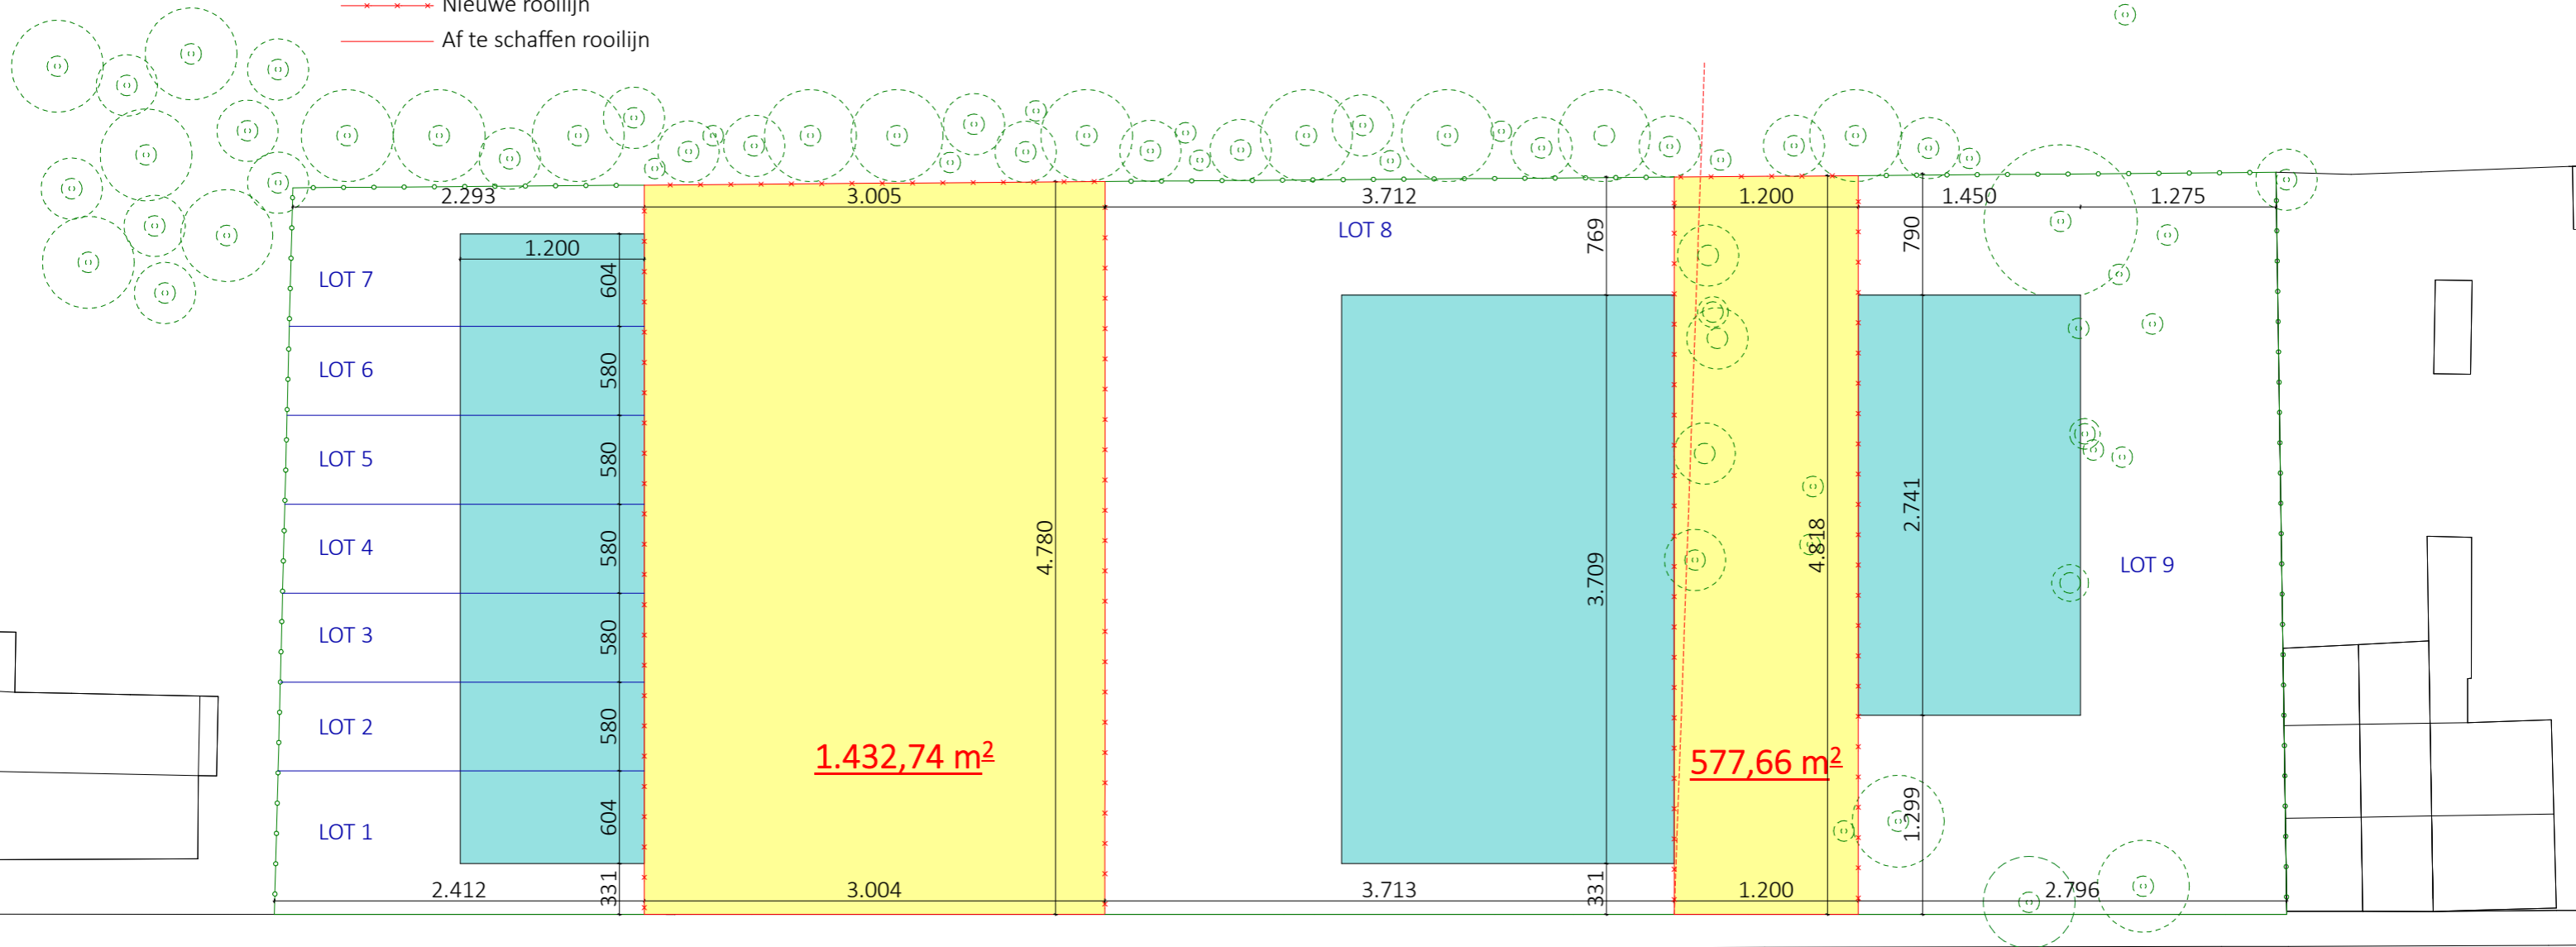 Nieuwe rooilijn
Af te schaffen rooilijn
2.293
3.005
3.712
1.200
1.450
1.275
LOT 8
769
790
1.200
604
LOT 7
LOT 6
580
LOT 5
580
LOT 4
580
4.780
3.709
4.818
2.741
LOT 9
LOT 3
580
LOT 2
580
1.432,74 m²
577,66 m²
LOT 1
604
1.299
2.412
331
3.004
3.713
331
1.200
2.796